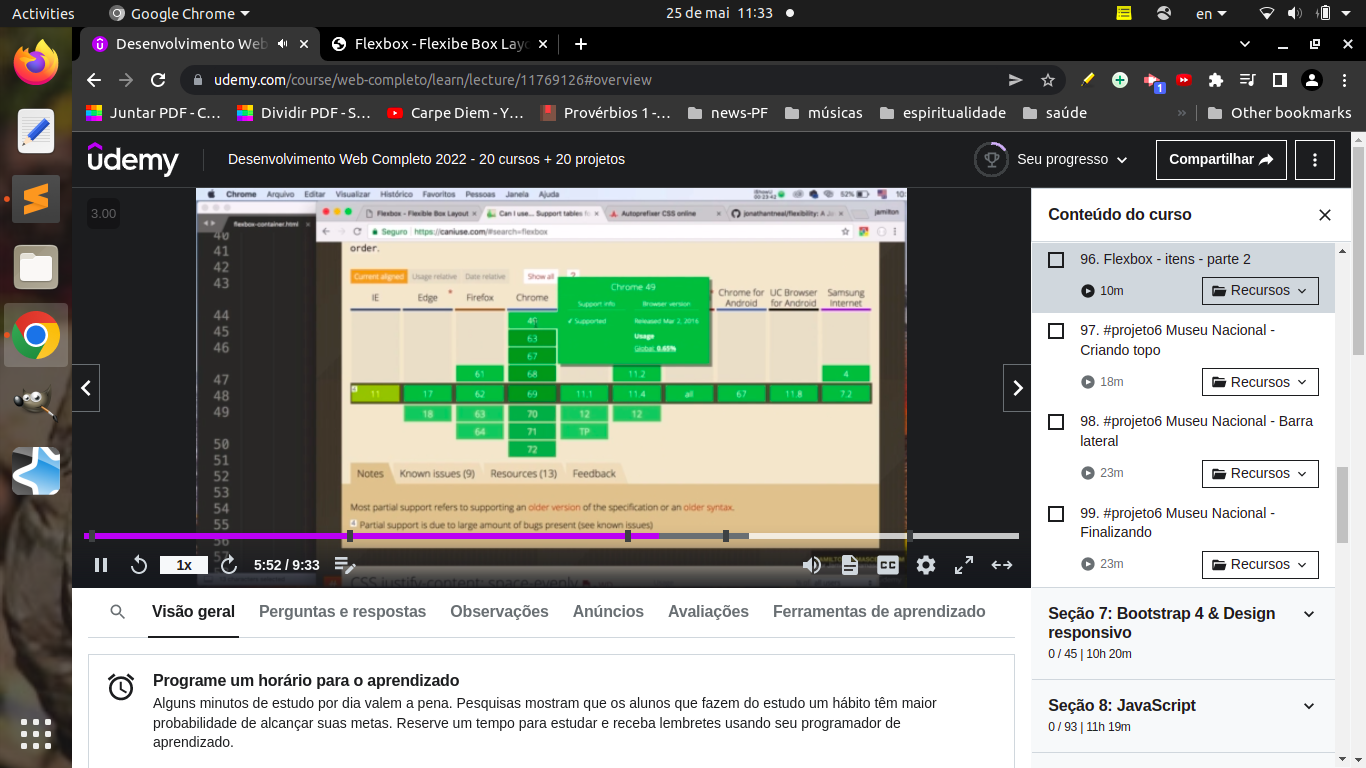 Activities
Google Chrome
25 de mai 11:33
en
Desenvolvimento Web
Flexbox - Flexibe Box Layo
udemy.com/course/web-completo/learn/lecture/11769126#overview
1
Juntar PDF - C…
Dividir PDF - S…
Carpe Diem - Y…
Provérbios 1 -…
news-PF
músicas
espiritualidade
saúde
»
Other bookmarks
udemy
Desenvolvimento Web Completo 2022 - 20 cursos + 20 projetos
Seu progresso
Compartilhar
3.00
Chrome Arquivo Editar Visualizar Histórico Favoritos Pessoas Janela Ajuda
52%
flexbox-container.html
Flexbox - Flexible Box Layout
Can I use... Support tables fo
Autoprefixer CSS online
jonathantneal/flexibility: A Ja
jamilton
Seguro https://caniuse.com/#search=flexbox
order.
Current aligned Usage relative Date relative Show all ?
IE Edge Firefox Chrome Chrome for Android UC Browser for Android Samsung Internet
Chrome 49
Support info Browser version
✓ Supported Released Mar 2, 2016
Usage
Global: 0.65%
49
63
67
61 68 11.2 4
11 17 62 69 11.1 11.4 all 67 11.8 7.2
18 63 70 12 12
64 71 TP
72
Notes Known issues (9) Resources (13) Feedback
Most partial support refers to supporting an older version of the specification or an older syntax.
4 Partial support is due to large amount of bugs present (see known issues)
40
41
42
43
44
45
46
47
48
49
50
51
52
53
54
55
56
57
CSS justify-content: space-evenly
1x
5:52 / 9:33
CC
Visão geral
Perguntas e respostas
Observações
Anúncios
Avaliações
Ferramentas de aprendizado
Programe um horário para o aprendizado
Alguns minutos de estudo por dia valem a pena. Pesquisas mostram que os alunos que fazem do estudo um hábito têm maior
probabilidade de alcançar suas metas. Reserve um tempo para estudar e receba lembretes usando seu programador de
aprendizado.
Conteúdo do curso
96. Flexbox - itens - parte 2
10m
Recursos
97. #projeto6 Museu Nacional -
Criando topo
18m
Recursos
98. #projeto6 Museu Nacional - Barra
lateral
23m
Recursos
99. #projeto6 Museu Nacional -
Finalizando
23m
Recursos
Seção 7: Bootstrap 4 & Design
responsivo
0 / 45 | 10h 20m
Seção 8: JavaScript
0 / 93 | 11h 19m